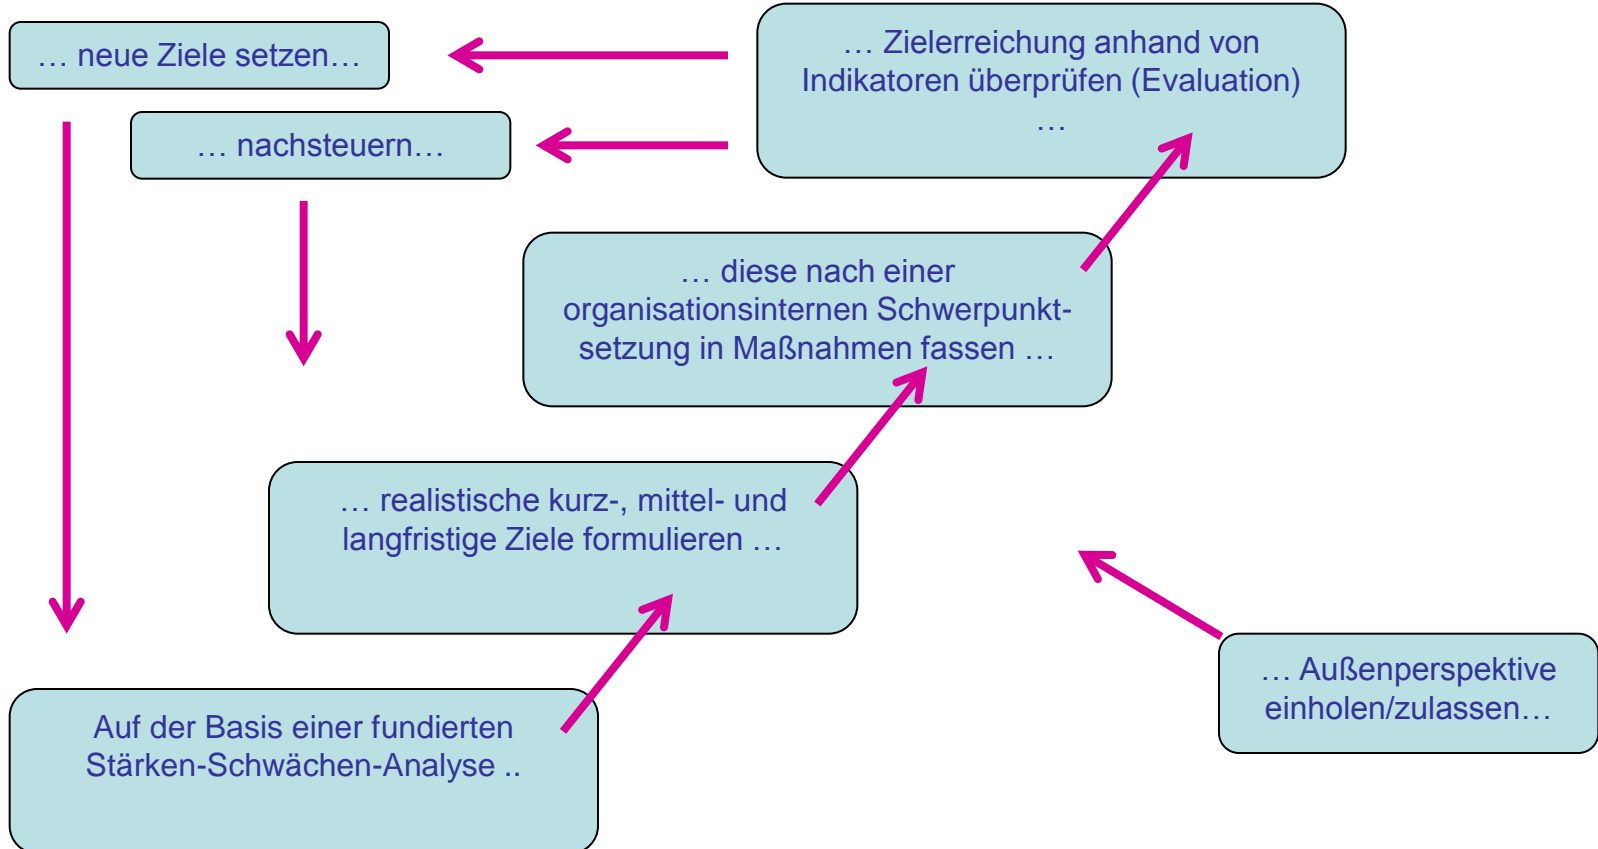 … neue Ziele setzen…
… nachsteuern…
… Zielerreichung anhand von
Indikatoren überprüfen (Evaluation)
…
… diese nach einer
organisationsinternen Schwerpunkt-
setzung in Maßnahmen fassen …
… realistische kurz-, mittel- und
langfristige Ziele formulieren …
Auf der Basis einer fundierten
Stärken-Schwächen-Analyse ..
… Außenperspektive
einholen/zulassen…